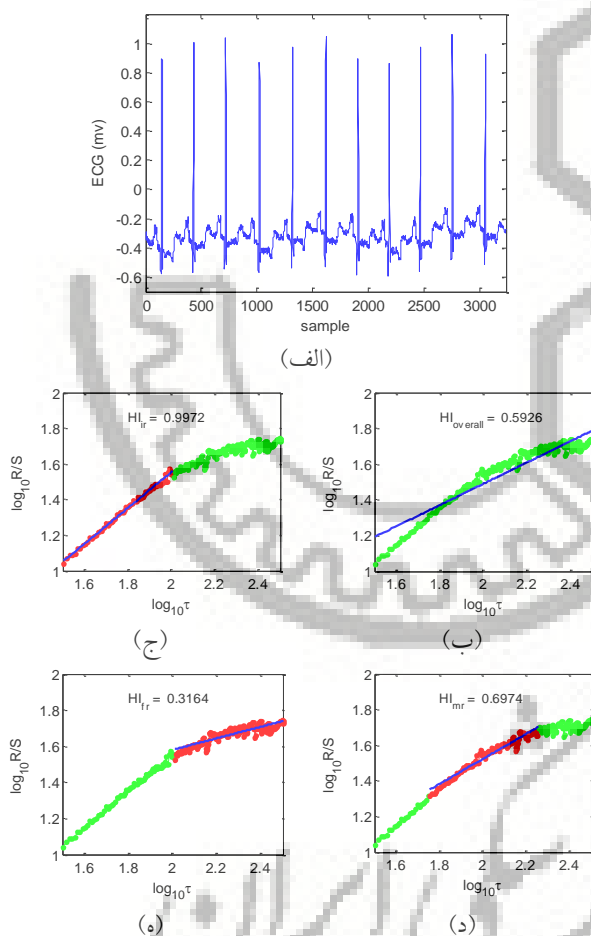 1
0.8
0.6
0.4
0.2
0
-0.2
-0.4
-0.6
ECG (mv)
0 500 1000 1500 2000 2500 3000
sample
(الف)
2
1.8
1.6
1.4
1.2
1
log10R/S
HIir = 0.9972
1.6 1.8 2 2.2 2.4
log10τ
(ج)
2
1.8
1.6
1.4
1.2
1
log10R/S
HIoverall = 0.5926
1.6 1.8 2 2.2 2.4
log10τ
(ب)
2
1.8
1.6
1.4
1.2
1
log10R/S
HIfr = 0.3164
1.6 1.8 2 2.2 2.4
log10τ
(ه)
2
1.8
1.6
1.4
1.2
1
log10R/S
HImr = 0.6974
1.6 1.8 2 2.2 2.4
log10τ
(د)